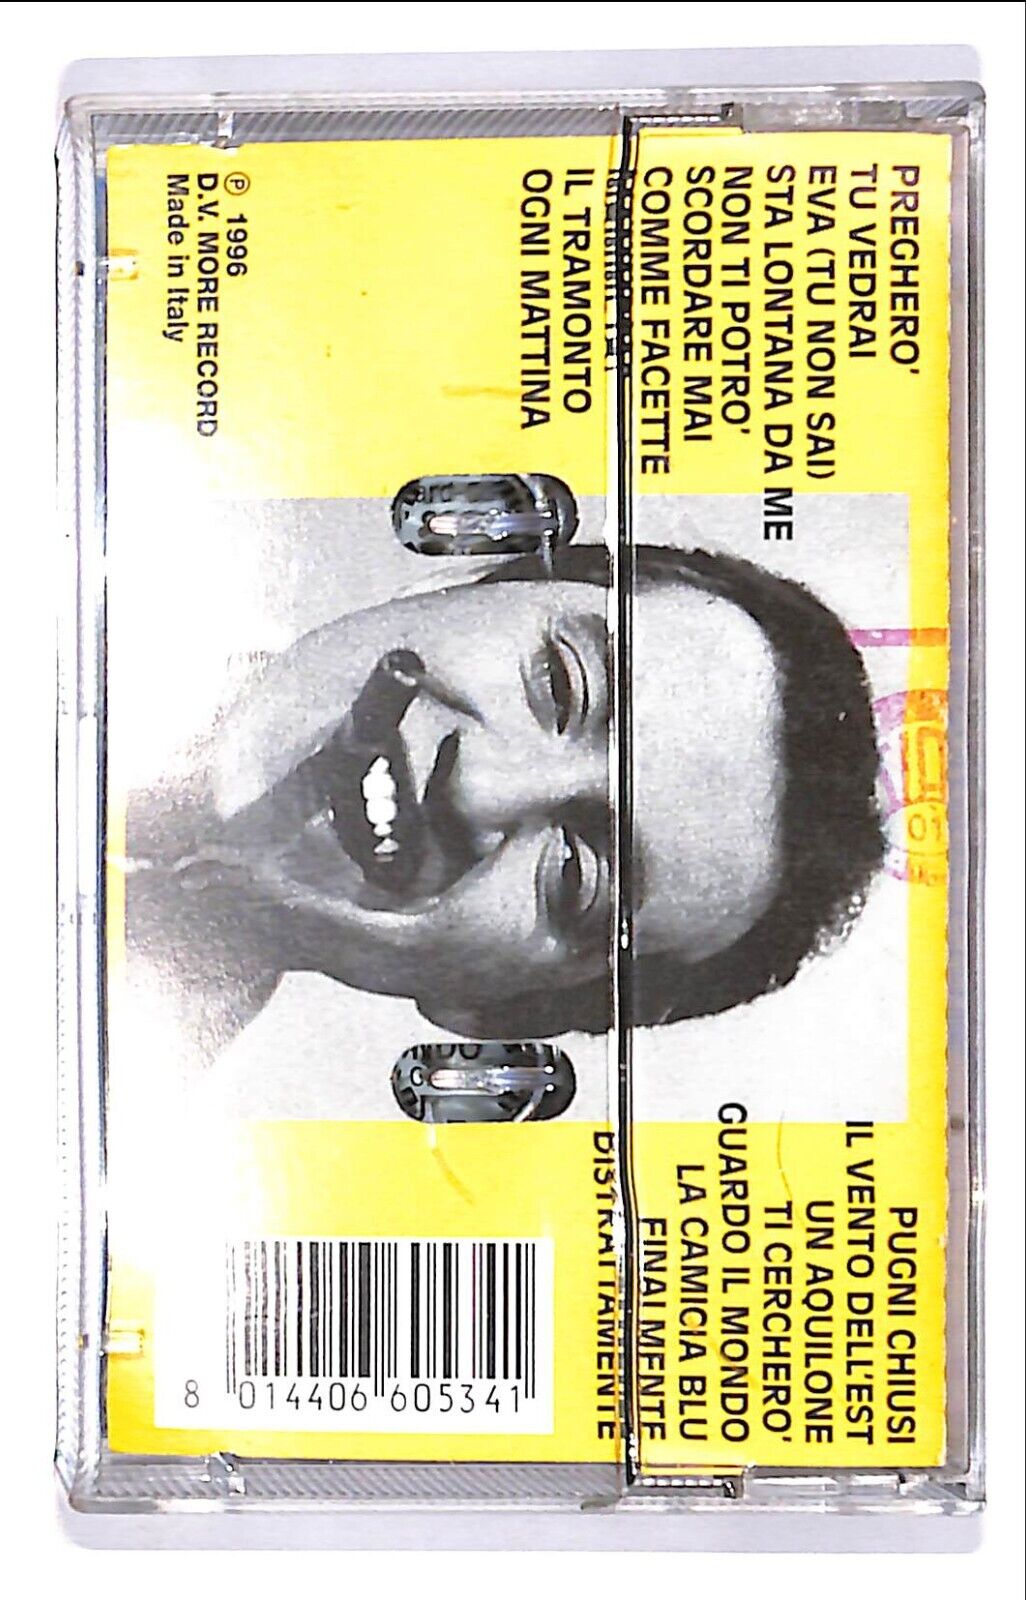 PREGHERO'
TU VEDRAI
EVA (TU NON SAI)
STA LONTANA DA ME
NON TI POTRO'
SCORDARE MAI
COMME FACETTE
IL TRAMONTO
OGNI MATTINA
PUGNI CHIUSI
IL VENTO DELL'EST
UN AQUILONE
TI CERCHERO'
GUARDO IL MONDO
LA CAMICIA BLU
FINAlMENTE
DISTRATTAMENTE
℗ 1996
D.V. MORE RECORD
Made in Italy
8 014406 605341